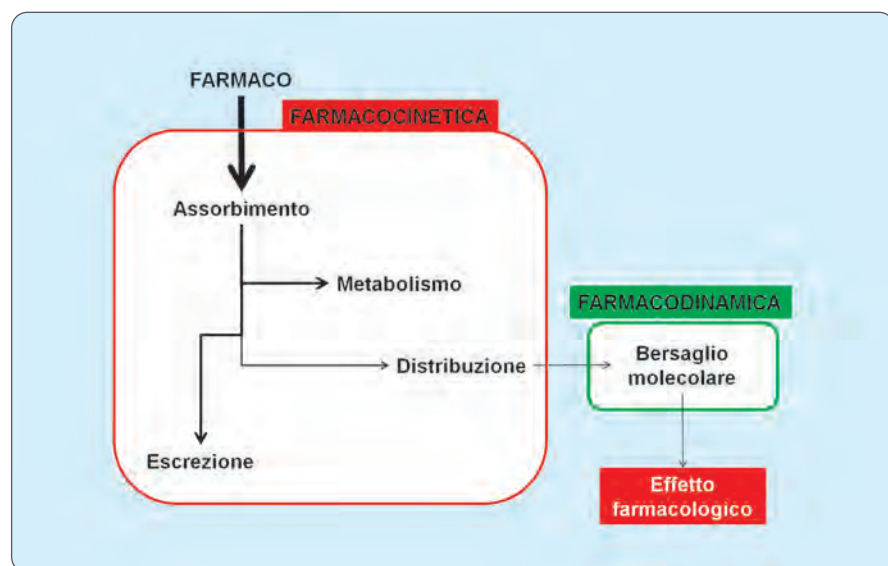 FARMACO
FARMACOCINETICA
Assorbimento
Metabolismo
FARMACODINAMICA
Distribuzione
Bersaglio
molecolare
Escrezione
Effetto
farmacologico